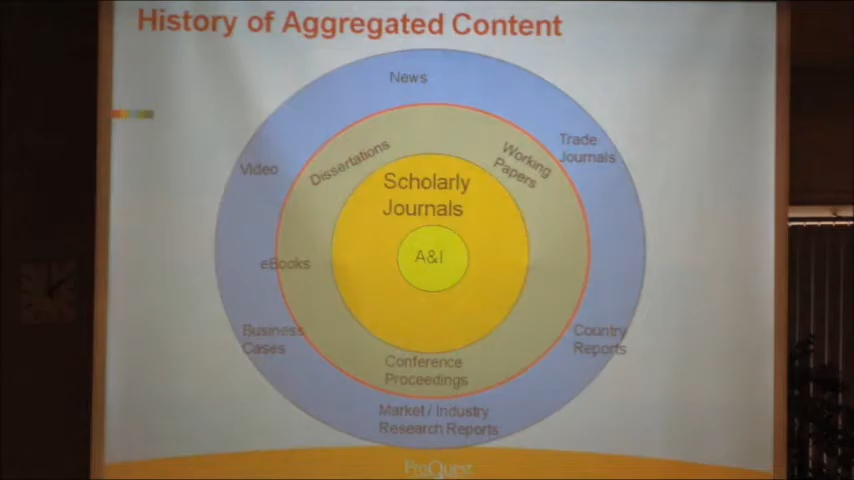 History of Aggregated Content
News
Trade
Journals
Working
Papers
Dissertations
Video
Scholarly
Journals
A&I
eBooks
Business
Cases
Country
Reports
Conference
Proceedings
Market / Industry
Research Reports
ProQuest